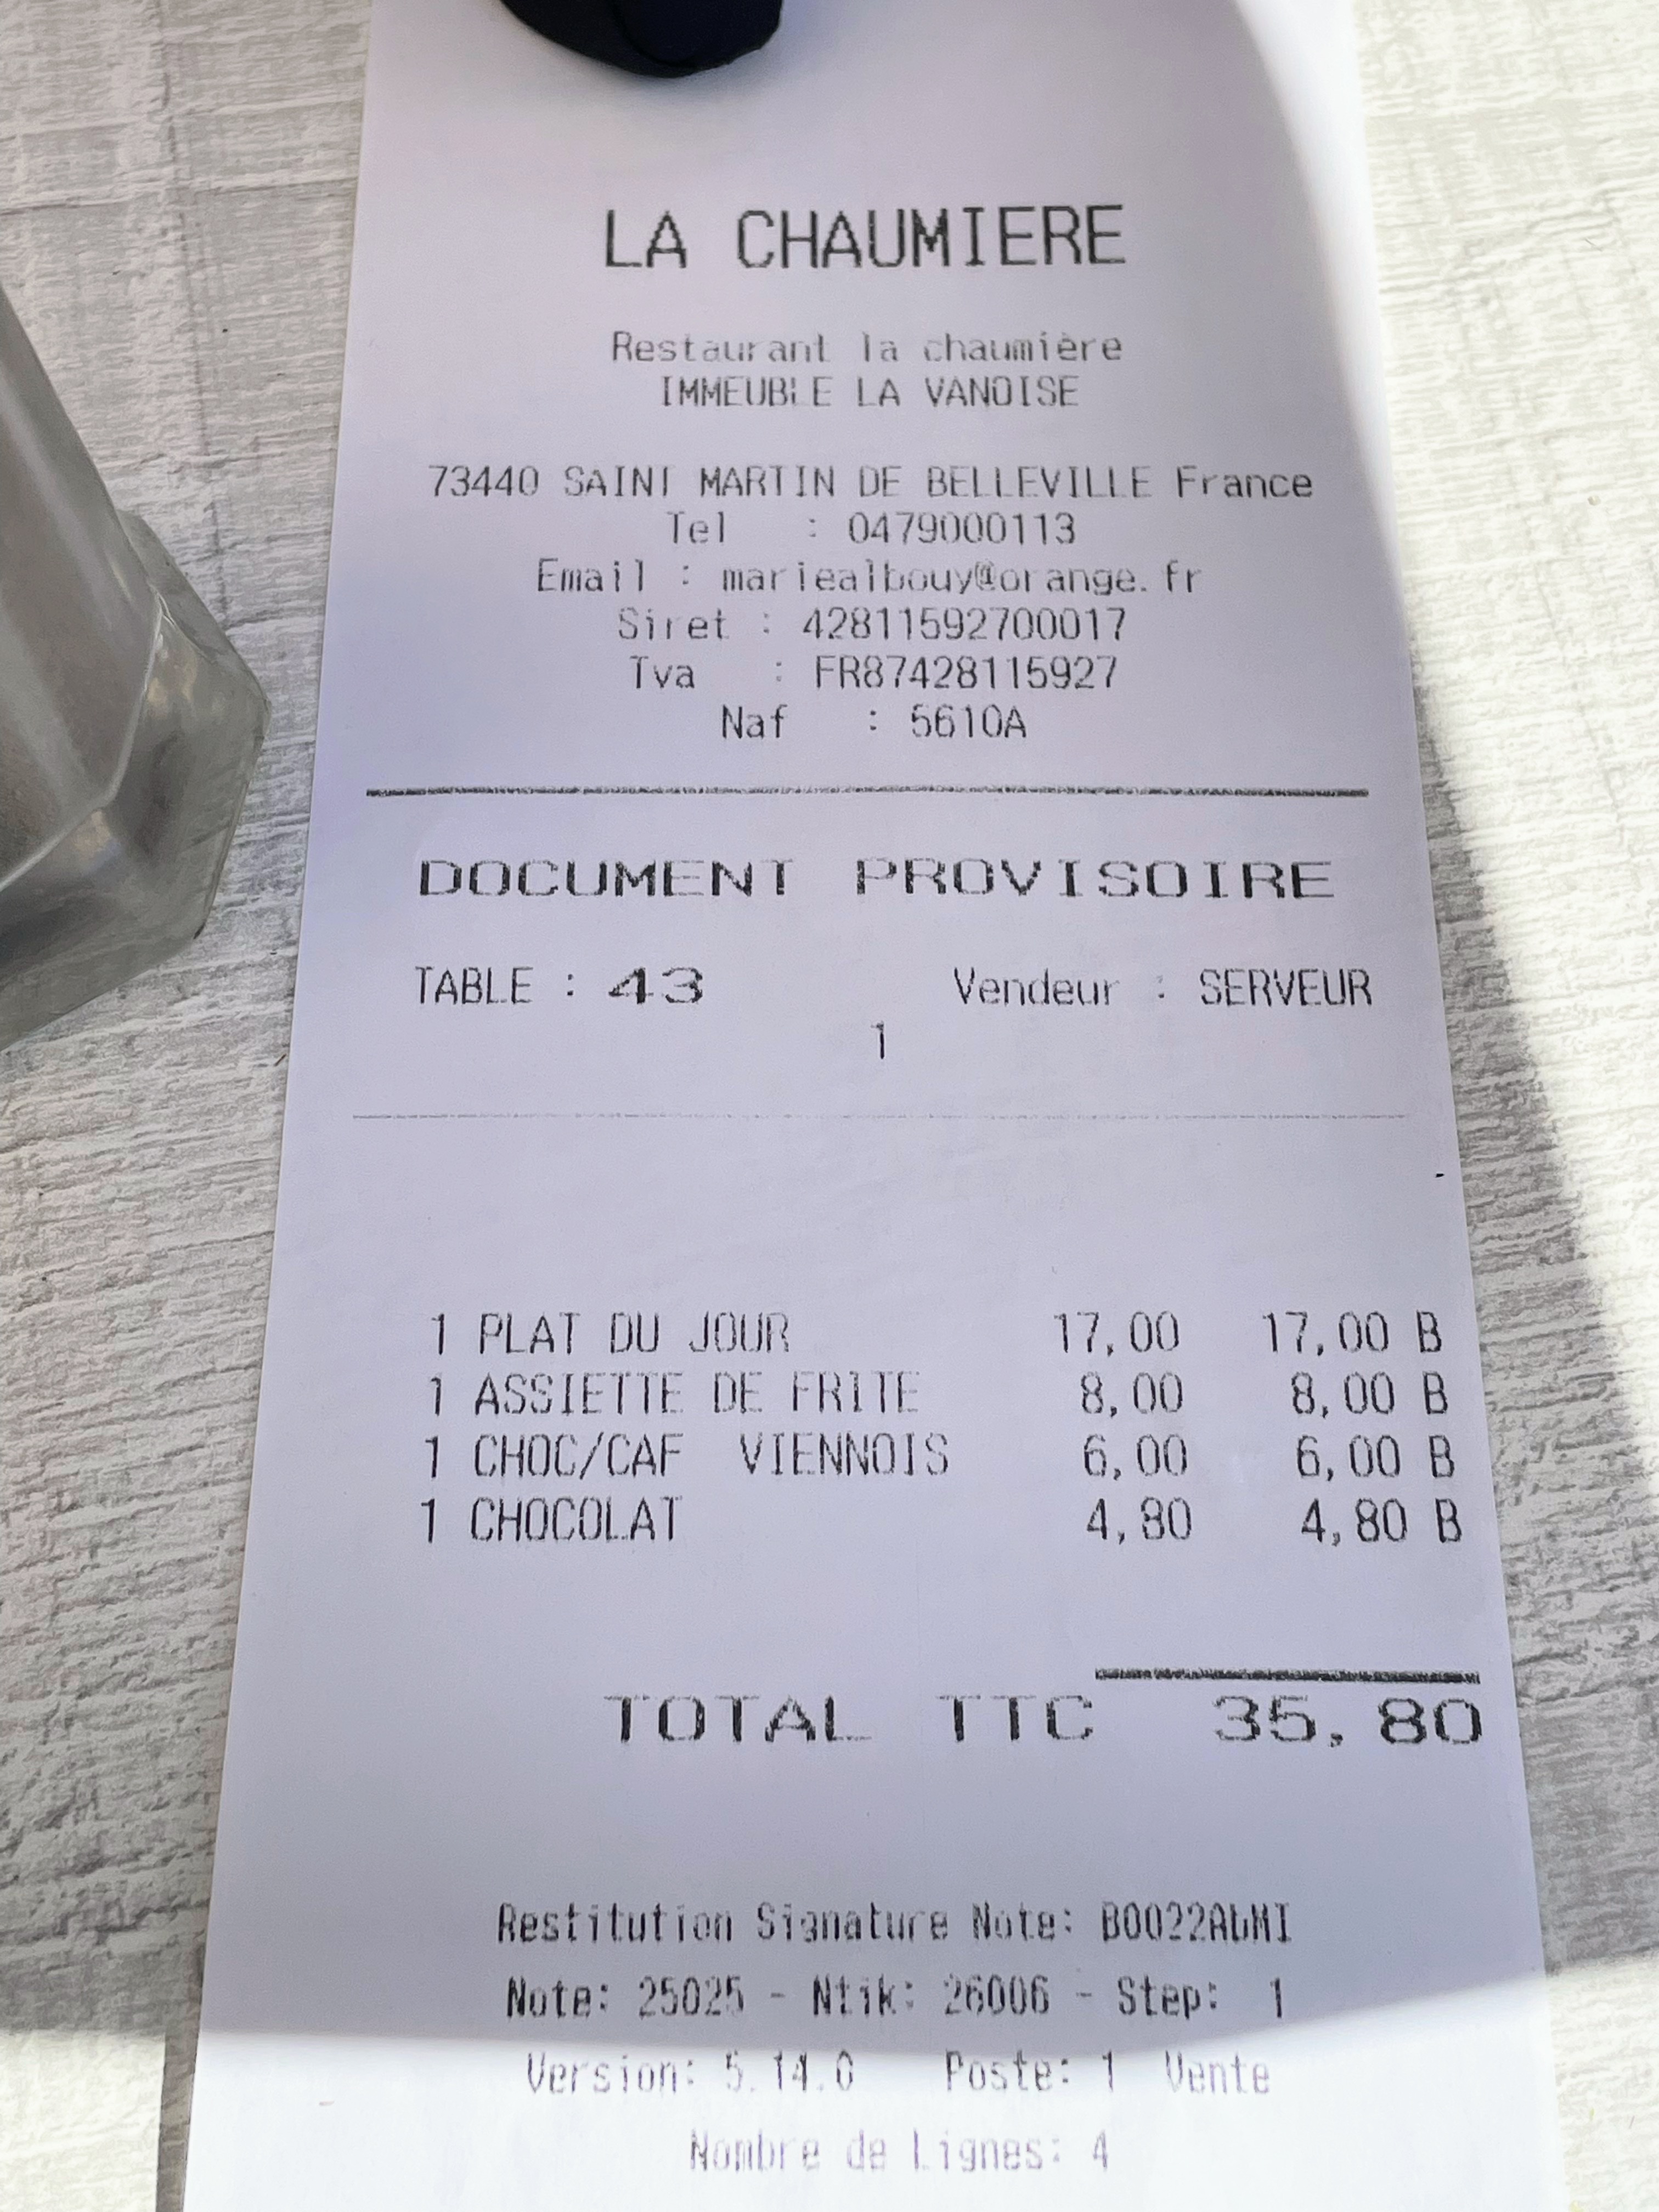 LA CHAUMIERE
Restaurant la chaumière
IMMEUBLE LA VANOISE
73440 SAINT MARTIN DE BELLEVILLE France
Tel : 0479000113
Email : mariealbouy@orange.fr
Siret : 42811592700017
Tva : FR87428115927
Naf : 5610A
DOCUMENT PROVISOIRE
TABLE : 43 Vendeur : SERVEUR
1
1 PLAT DU JOUR 17,00 17,00 B
1 ASSIETTE DE FRITE 8,00 8,00 B
1 CHOC/CAF VIENNOIS 6,00 6,00 B
1 CHOCOLAT 4,80 4,80 B
TOTAL TTC 35,80
Restitution Signature Note:
Note: 25025 - Ntik: 26006 - Step: 1
Version: 5.14.0 Poste: 1 Vente
Nombre de Lignes: 4